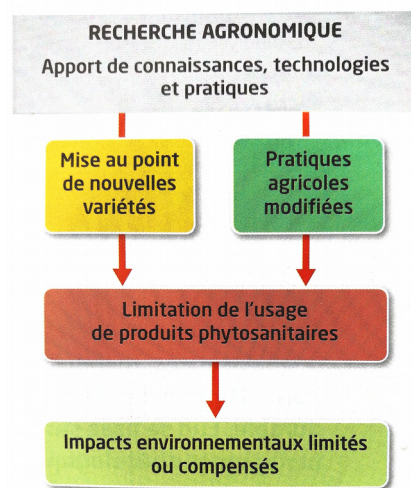 RECHERCHE AGRONOMIQUE
Apport de connaissances, technologies
et pratiques
Mise au point
de nouvelles
variétés
Pratiques
agricoles
modifiées
Limitation de l'usage
de produits phytosanitaires
Impacts environnementaux limités
ou compensés